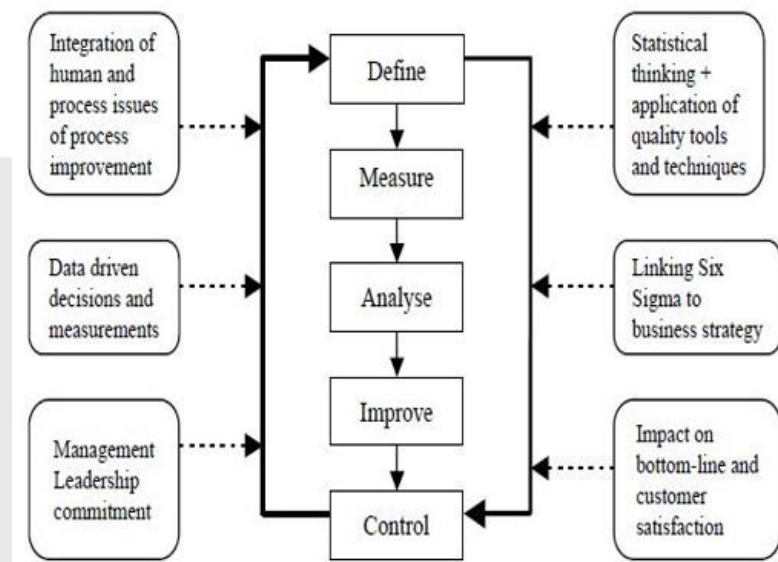 Integration of
human and
process issues
of process
improvement
Data driven
decisions and
measurements
Management
Leadership
commitment
Define
Measure
Analyse
Improve
Control
Statistical
thinking +
application of
quality tools
and techniques
Linking Six
Sigma to
business strategy
Impact on
bottom-line and
customer
satisfaction